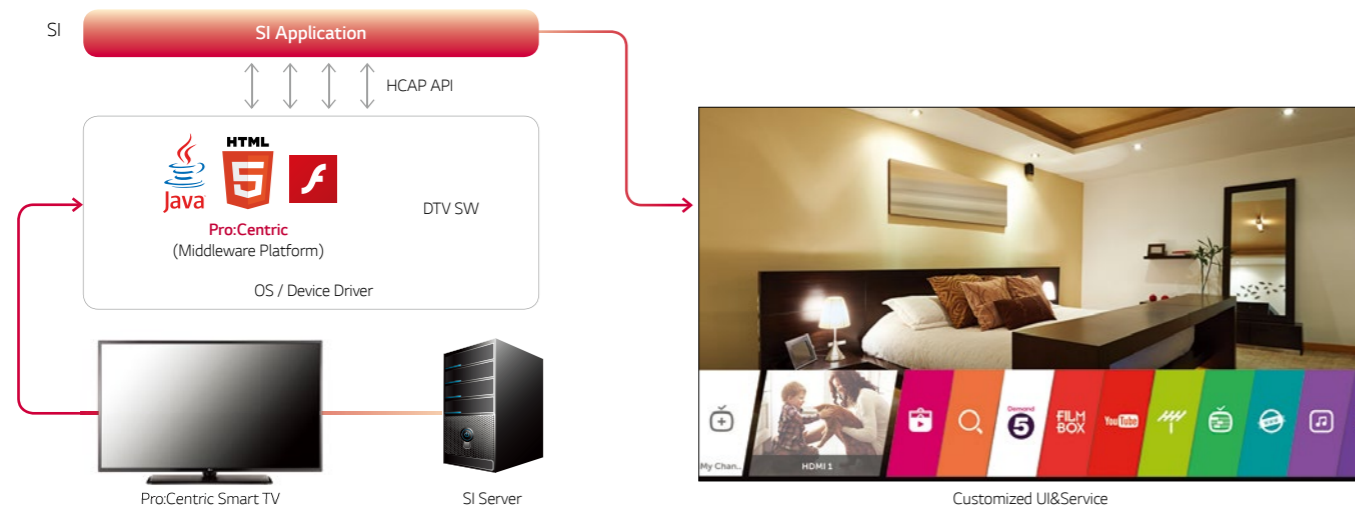 SI
SI Application
HCAP API
HTML
5
Java
Pro:Centric
(Middleware Platform)
DTV SW
OS / Device Driver
Pro:Centric Smart TV
SI Server
My Chan..
HDMI 1
Demand
5
FILM
BOX
YouTube
Customized UI&Service